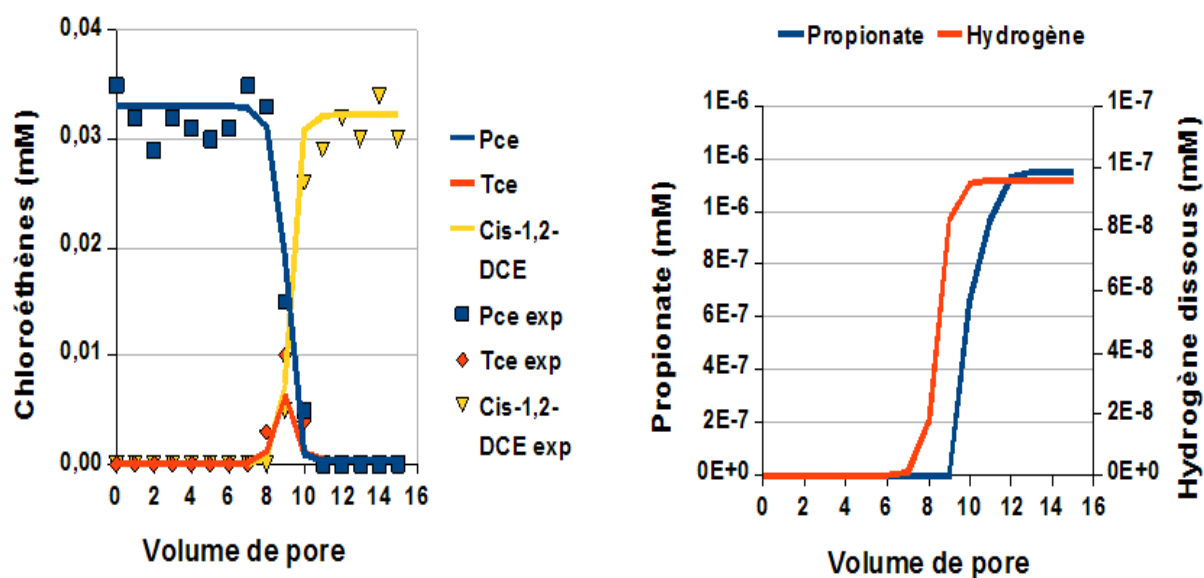 0,04
0,03
0,02
0,01
0,00
Chloroéthènes (mM)
0 2 4 6 8 10 12 14 16
Volume de pore
Pce
Tce
Cis-1,2-
DCE
Pce exp
Tce exp
Cis-1,2-
DCE exp
Propionate Hydrogène
1E-6
1E-6
1E-6
8E-7
6E-7
4E-7
2E-7
0E+0
Propionate (mM)
1E-7
1E-7
8E-8
6E-8
4E-8
2E-8
0E+0
Hydrogène dissous (mM)
0 2 4 6 8 10 12 14 16
Volume de pore